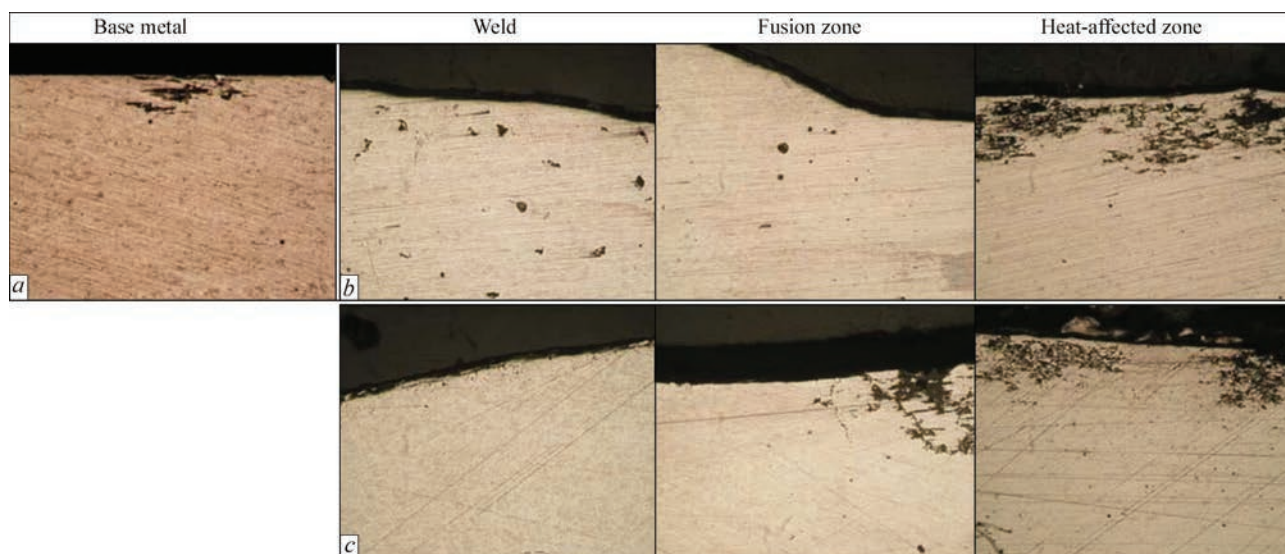 Base metal
Weld
Fusion zone
Heat-affected zone
a
b
c